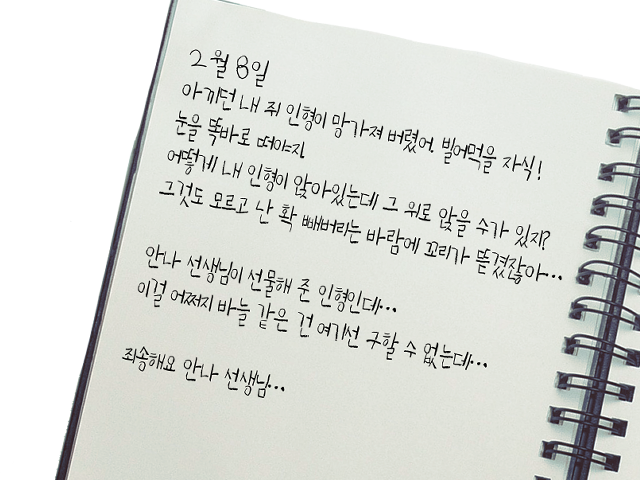 2월 8일
아끼던 내 쥐 인형이 망가져 버렸어. 빌어먹을 자식!
눈을 똑바로 떠야지
어떻게 내 인형이 앉아있는데 그 위로 앉을 수가 있지?
그것도 모르고 난 확 빼버리는 바람에 꼬리가 뜯겼잖아...
안나 선생님이 선물해 준 인형인데...
이걸 어쩌지 바늘 같은 건 여기선 구할 수 없는데...
죄송해요 안나 선생님...